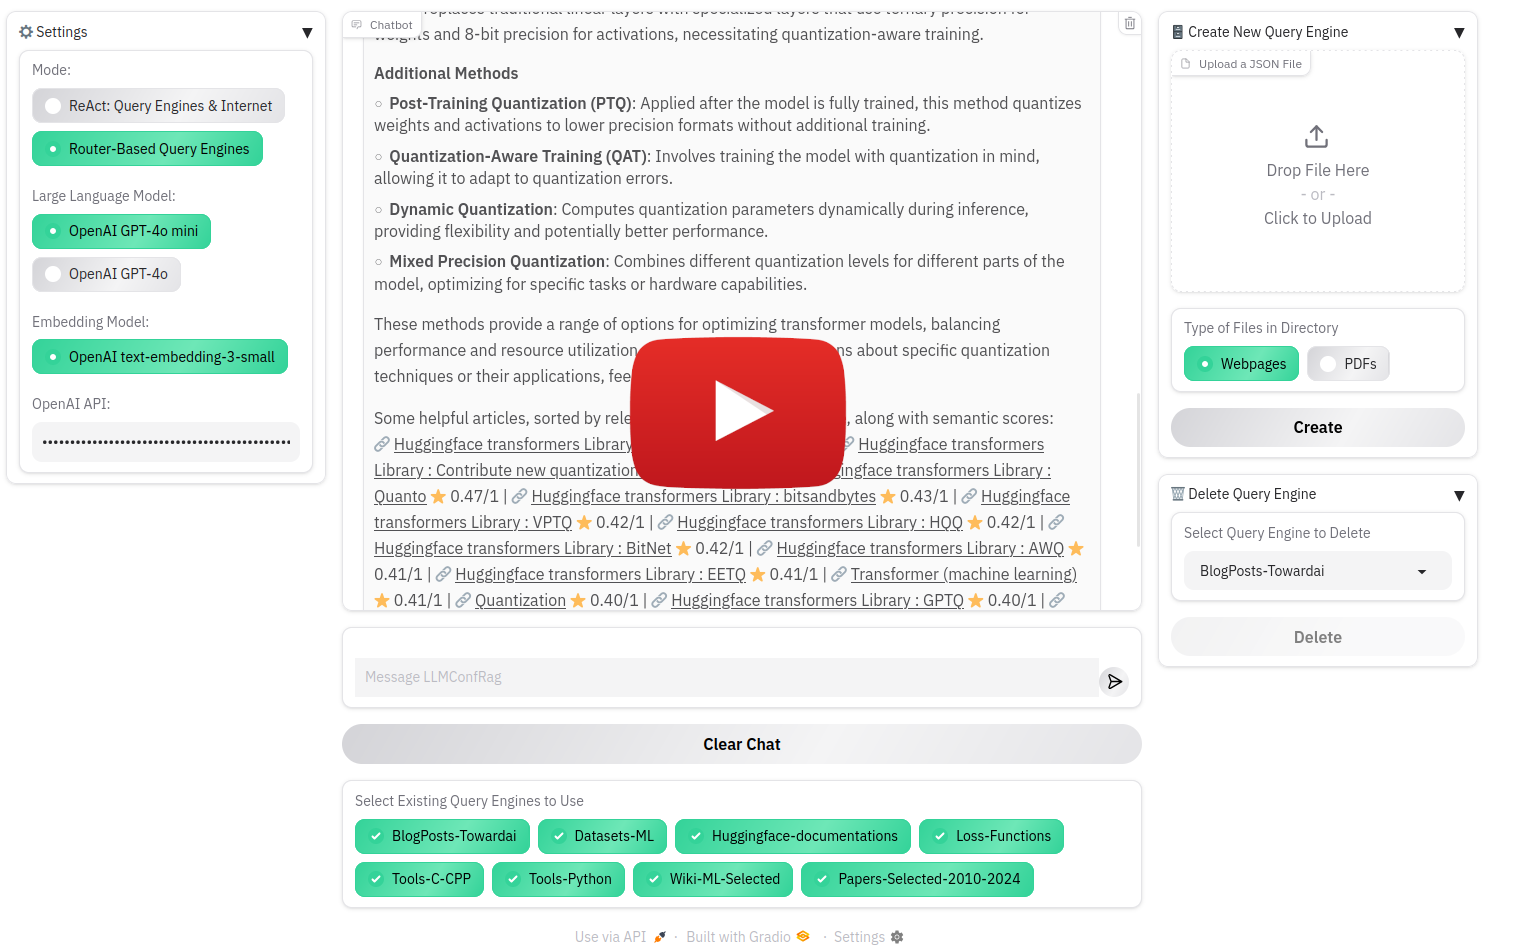 Settings
Mode:
ReAct: Query Engines & Internet
Router-Based Query Engines
Large Language Model:
OpenAI GPT-4o mini
OpenAI GPT-4o
Embedding Model:
OpenAI text-embedding-3-small
OpenAI API:
••••••••••••••••••••••••••••••••••••••••••••
Chatbot
weights and 8-bit precision for activations, necessitating quantization-aware training.
Additional Methods
○ Post-Training Quantization (PTQ): Applied after the model is fully trained, this method quantizes
weights and activations to lower precision formats without additional training.
○ Quantization-Aware Training (QAT): Involves training the model with quantization in mind,
allowing it to adapt to quantization errors.
○ Dynamic Quantization: Computes quantization parameters dynamically during inference,
providing flexibility and potentially better performance.
○ Mixed Precision Quantization: Combines different quantization levels for different parts of the
model, optimizing for specific tasks or hardware capabilities.
These methods provide a range of options for optimizing transformer models, balancing
performance and resource utilization about specific quantization
techniques or their applications,
Some helpful articles, sorted by , along with semantic scores:
🔗 Huggingface transformers Library 🔗 Huggingface transformers
Library : Contribute new quantization transformers Library :
Quanto ⭐ 0.47/1 | 🔗 Huggingface transformers Library : bitsandbytes ⭐ 0.43/1 | 🔗 Huggingface
transformers Library : VPTQ ⭐ 0.42/1 | 🔗 Huggingface transformers Library : HQQ ⭐ 0.42/1 | 🔗
Huggingface transformers Library : BitNet ⭐ 0.42/1 | 🔗 Huggingface transformers Library : AWQ ⭐
0.41/1 | 🔗 Huggingface transformers Library : EETQ ⭐ 0.41/1 | 🔗 Transformer (machine learning)
⭐ 0.41/1 | 🔗 Quantization ⭐ 0.40/1 | 🔗 Huggingface transformers Library : GPTQ ⭐ 0.40/1 | 🔗
Message LLMConfRag
Clear Chat
Select Existing Query Engines to Use
BlogPosts-Towardai Datasets-ML Huggingface-documentations Loss-Functions
Tools-C-CPP Tools-Python Wiki-ML-Selected Papers-Selected-2010-2024
Use via API · Built with Gradio · Settings
Create New Query Engine
Upload a JSON File
Drop File Here
- or -
Click to Upload
Type of Files in Directory
Webpages PDFs
Create
Delete Query Engine
Select Query Engine to Delete
BlogPosts-Towardai
Delete